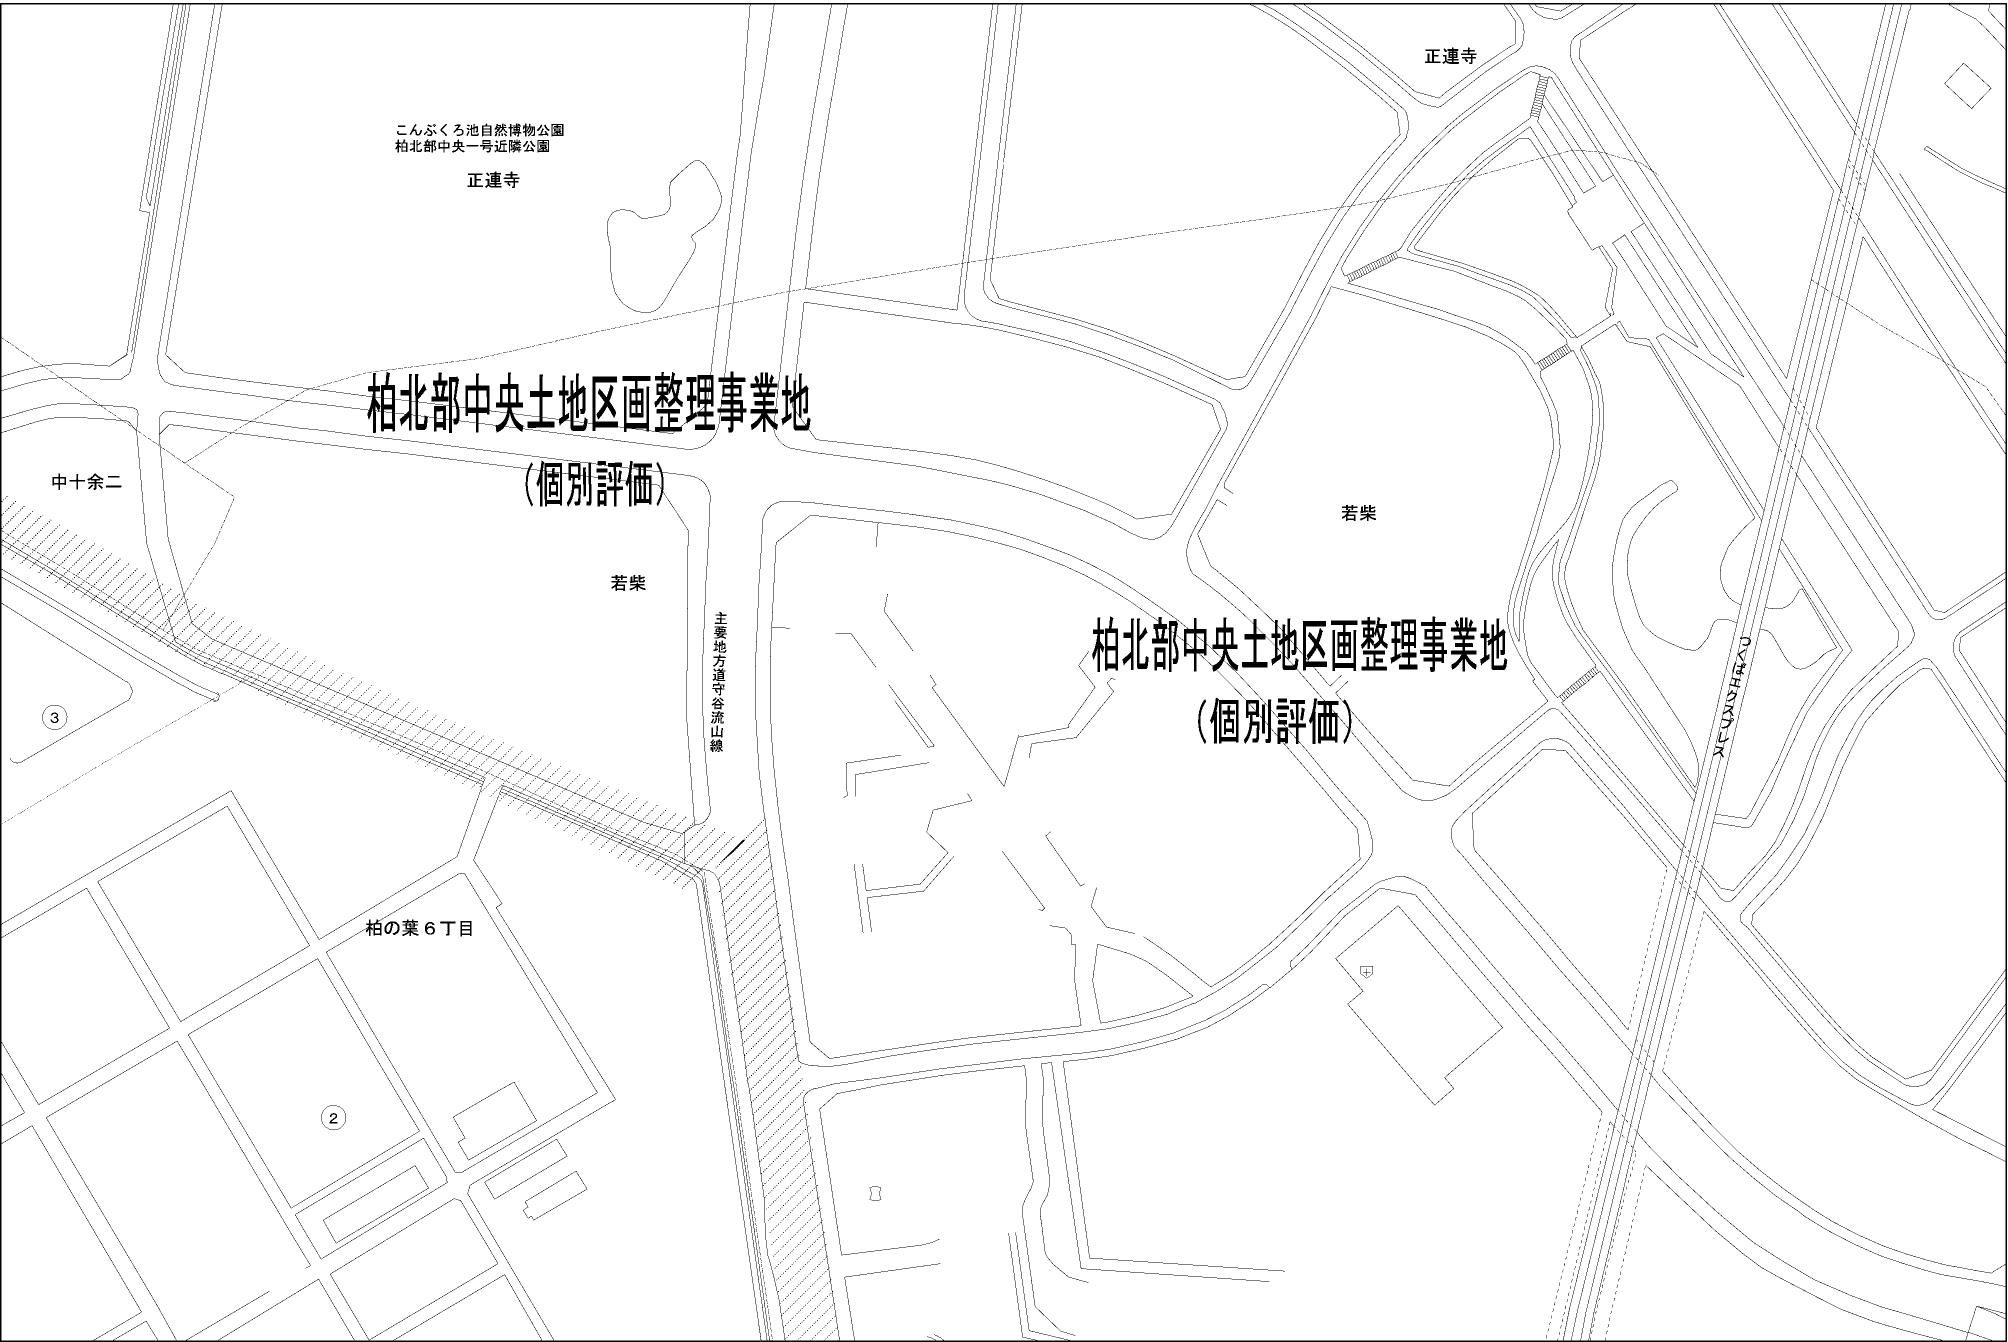 正連寺
こんぶくろ池自然博物公園
柏北部中央一号近隣公園
正連寺
柏北部中央土地区画整理事業地
（個別評価）
中十余二
若柴
若柴
主要地方道守谷流山線
柏北部中央土地区画整理事業地
（個別評価）
つくばエクスプレス
3
柏の葉６丁目
2